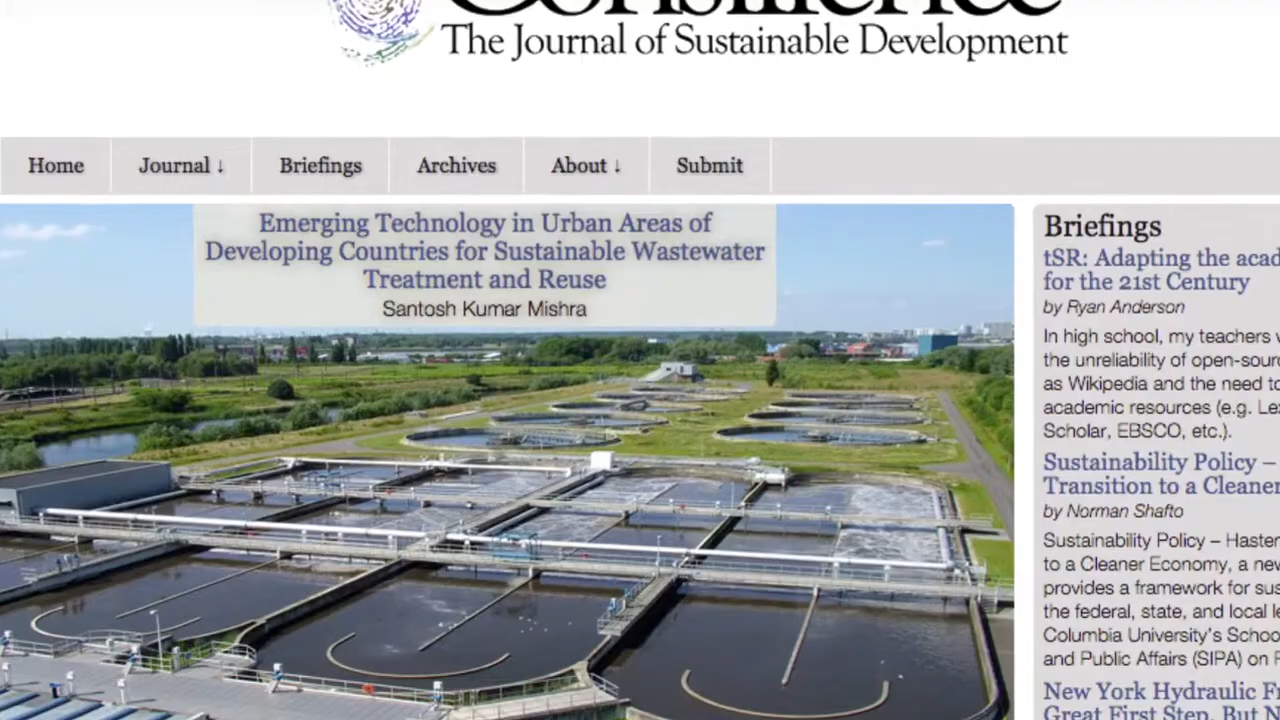 Consilience
The Journal of Sustainable Development
Home
Journal ↓
Briefings
Archives
About ↓
Submit
Emerging Technology in Urban Areas of
Developing Countries for Sustainable Wastewater
Treatment and Reuse
Santosh Kumar Mishra
Briefings
tSR: Adapting the acad
for the 21st Century
by Ryan Anderson
In high school, my teachers
the unreliability of open-sour
as Wikipedia and the need to
academic resources (e.g. Le
Scholar, EBSCO, etc.).
Sustainability Policy –
Transition to a Cleaner
by Norman Shafto
Sustainability Policy – Haster
to a Cleaner Economy, a new
provides a framework for sus
the federal, state, and local le
Columbia University's Schoo
and Public Affairs (SIPA) on
New York Hydraulic Fr
Great First Step, But N